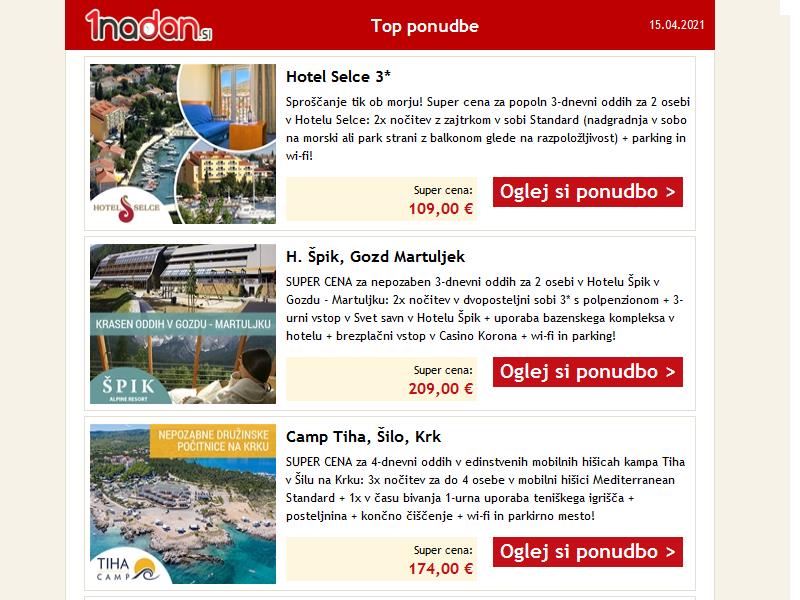 1nadan.si
Top ponudbe
15.04.2021
HOTEL SELCE
Hotel Selce 3*
Sproščanje tik ob morju! Super cena za popoln 3-dnevni oddih za 2 osebi
v Hotelu Selce: 2x nočitev z zajtrkom v sobi Standard (nadgradnja v sobo
na morski ali park strani z balkonom glede na razpoložljivost) + parking in
wi-fi!
Super cena:
109,00 €
Oglej si ponudbo >
KRASEN ODDIH V GOZDU - MARTULJKU
ŠPIK
ALPINE RESORT
H. Špik, Gozd Martuljek
SUPER CENA za nepozaben 3-dnevni oddih za 2 osebi v Hotelu Špik v
Gozdu - Martuljku: 2x nočitev v dvoposteljni sobi 3* s polpenzionom + 3-
urni vstop v Svet savn v Hotelu Špik + uporaba bazenskega kompleksa v
hotelu + brezplačni vstop v Casino Korona + wi-fi in parking!
Super cena:
209,00 €
Oglej si ponudbo >
NEPOZABNE DRUŽINSKE
POČITNICE NA KRKU
TIHA
CAMP
Camp Tiha, Šilo, Krk
SUPER CENA za 4-dnevni oddih v edinstvenih mobilnih hišicah kampa Tiha
v Šilu na Krku: 3x nočitev za do 4 osebe v mobilni hišici Mediterranean
Standard + 1x v času bivanja 1-urna uporaba teniškega igrišča +
posteljnina + končno čiščenje + wi-fi in parkirno mesto!
Super cena:
174,00 €
Oglej si ponudbo >